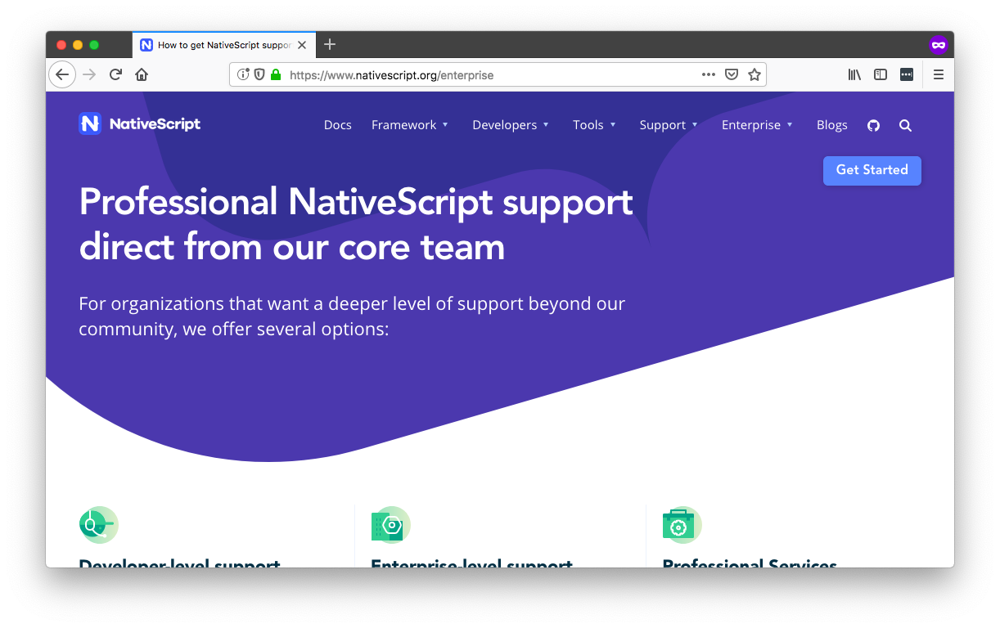 How to get NativeScript suppor
https://www.nativescript.org/enterprise
NativeScript
Docs Framework Developers Tools Support Enterprise Blogs
Get Started
Professional NativeScript support
direct from our core team
For organizations that want a deeper level of support beyond our
community, we offer several options:
Developer-level support Enterprise-level support Professional Services